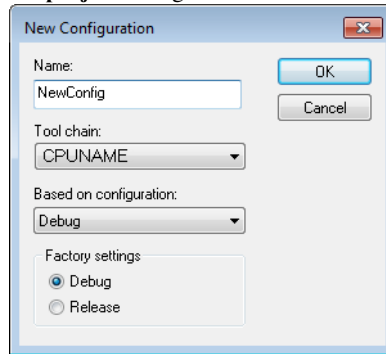 New Configuration
Name:
NewConfig
OK
Cancel
Tool chain:
CPUNAME
Based on configuration:
Debug
Factory settings
Debug
Release